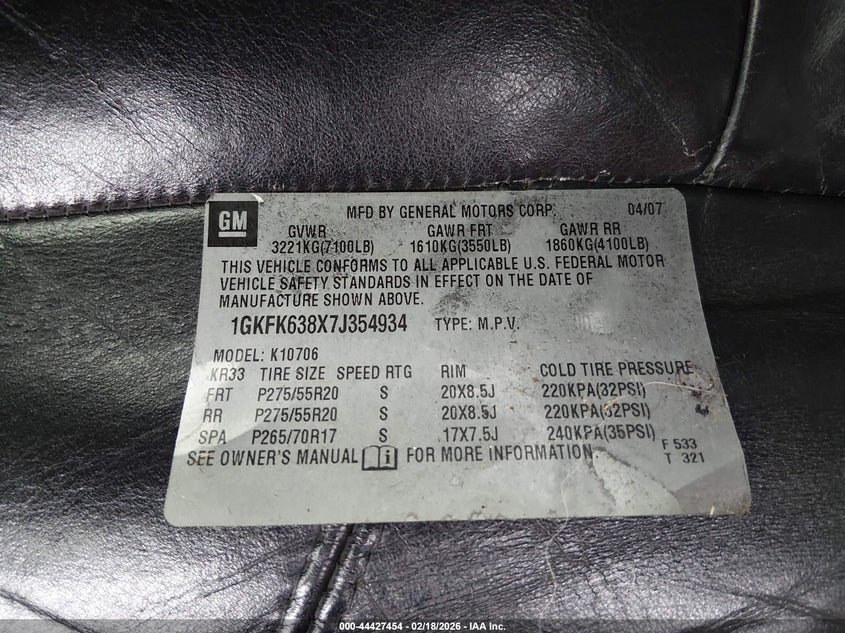 GM MFD BY GENERAL MOTORS CORP. 04/07
GVWR GAWR FRT GAWR RR
3221KG(7100LB) 1610KG(3550LB) 1860KG(4100LB)
THIS VEHICLE CONFORMS TO ALL APPLICABLE U.S. FEDERAL MOTOR
VEHICLE SAFETY STANDARDS IN EFFECT ON THE DATE OF
MANUFACTURE SHOWN ABOVE.
1GKFK638X7J354934 TYPE: M.P.V.
MODEL: K10706
KR33 TIRE SIZE SPEED RTG RIM COLD TIRE PRESSURE
FRT P275/55R20 S 20X8.5J 220KPA(32PSI)
RR P275/55R20 S 20X8.5J 220KPA(32PSI)
SPA P265/70R17 S 17X7.5J 240KPA(35PSI)
SEE OWNER'S MANUAL FOR MORE INFORMATION. F 533
T 321
000-44427454 | 02/18/2026 – IAA Inc.